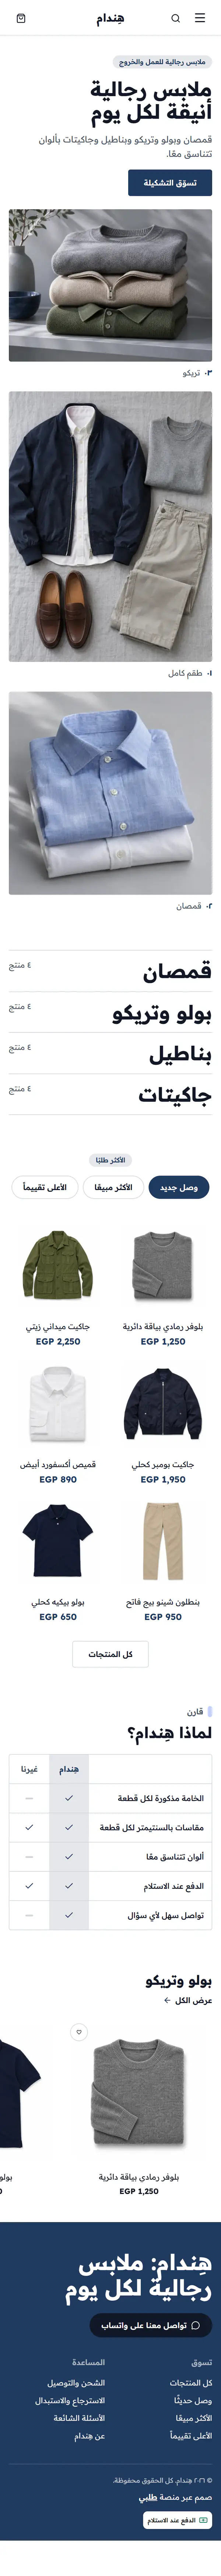 هِندام
ملابس رجالية للعمل والخروج
ملابس رجالية
أنيقة لكل يوم
قمصان وبولو وتريكو وبناطيل وجاكيتات بألوان
تتناسق معًا.
تسوّق التشكيلة
٠٣ تريكو
٠١ طقم كامل
٠٢ قمصان
قمصان ٤ منتج
بولو وتريكو ٤ منتج
بناطيل ٤ منتج
جاكيتات ٤ منتج
الأكثر طلبًا
وصل جديد الأكثر مبيعًا الأعلى تقييماً
بلوفر رمادي بياقة دائرية جاكيت ميداني زيتي
1,250 EGP 2,250 EGP
جاكيت بومبر كحلي قميص أكسفورد أبيض
1,950 EGP 890 EGP
بنطلون شينو بيج فاتح بولو بيكيه كحلي
950 EGP 650 EGP
كل المنتجات
قارن
لماذا هِندام؟
هِندام غيرنا
الخامة مذكورة لكل قطعة
مقاسات بالسنتيمتر لكل قطعة
ألوان تتناسق معًا
الدفع عند الاستلام
تواصل سهل لأي سؤال
بولو وتريكو
عرض الكل
بلوفر رمادي بياقة دائرية
1,250 EGP
هِندام: ملابس
رجالية لكل يوم
تواصل معنا على واتساب
تسوق المساعدة
كل المنتجات الشحن والتوصيل
وصل حديثًا الاسترجاع والاستبدال
الأكثر مبيعًا الأسئلة الشائعة
الأعلى تقييماً عن هِندام
© ٢٠٢٦ هِندام. كل الحقوق محفوظة.
صمم عبر منصة طلبي
الدفع عند الاستلام